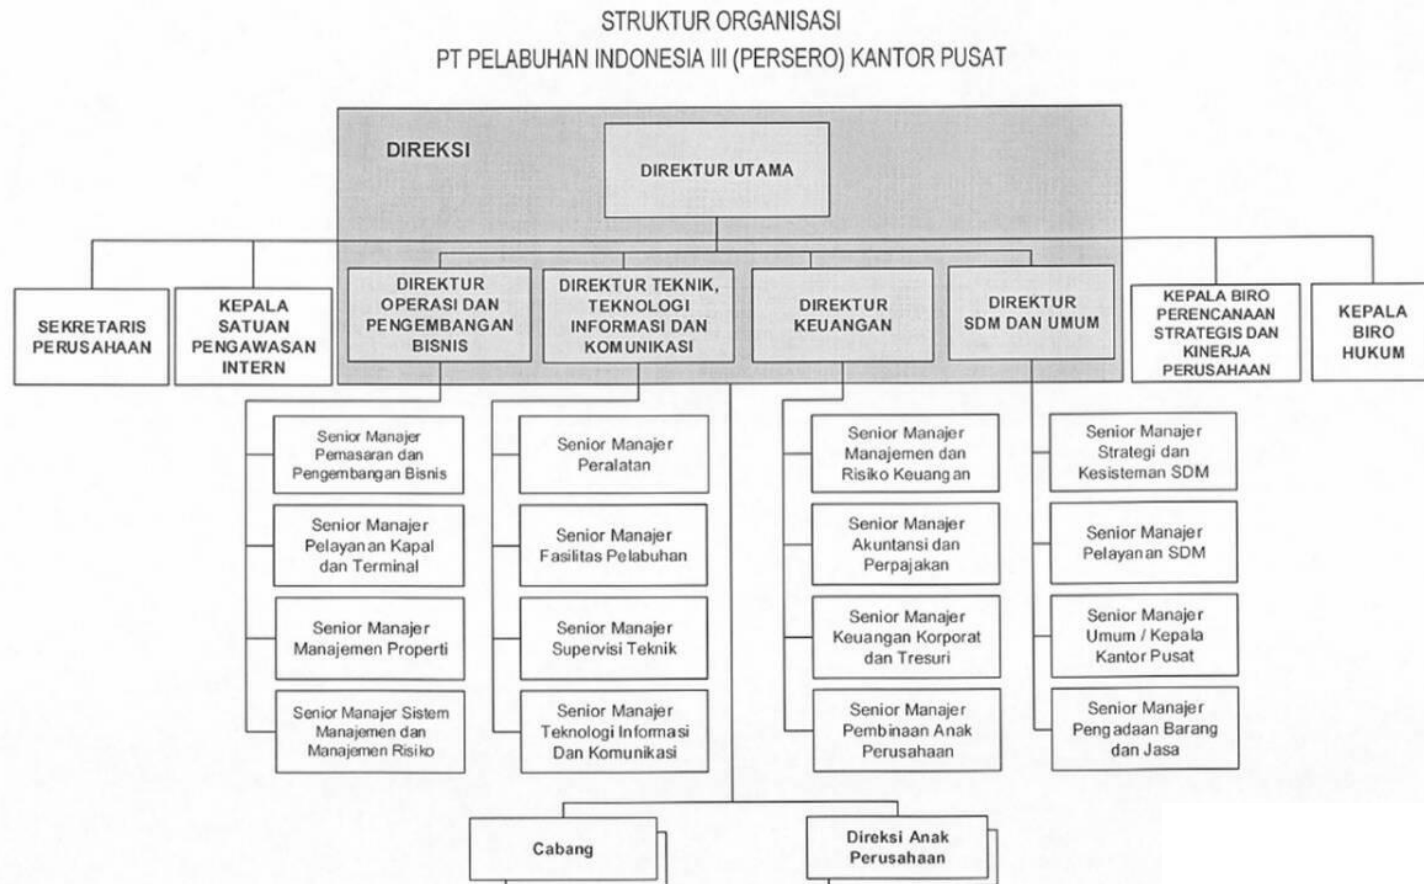 STRUKTUR ORGANISASI
PT PELABUHAN INDONESIA III (PERSERO) KANTOR PUSAT
DIREKSI
DIREKTUR UTAMA
SEKRETARIS
PERUSAHAAN
KEPALA
SATUAN
PENGAWASAN
INTERN
DIREKTUR
OPERASI DAN
PENGEMBANGAN
BISNIS
DIREKTUR TEKNIK,
TEKNOLOGI
INFORMASI DAN
KOMUNIKASI
DIREKTUR
KEUANGAN
DIREKTUR
SDM DAN UMUM
KEPALA BIRO
PERENCANAAN
STRATEGIS DAN
KINERJA
PERUSAHAAN
KEPALA
BIRO
HUKUM
Senior Manajer
Pemasaran dan
Pengembangan Bisnis
Senior Manajer
Pelayanan Kapal
dan Terminal
Senior Manajer
Manajemen Properti
Senior Manajer Sistem
Manajemen dan
Manajemen Risiko
Senior Manajer
Peralatan
Senior Manajer
Fasilitas Pelabuhan
Senior Manajer
Supervisi Teknik
Senior Manajer
Teknologi Informasi
Dan Komunikasi
Senior Manajer
Manajemen dan
Risiko Keuangan
Senior Manajer
Akuntansi dan
Perpajakan
Senior Manajer
Keuangan Korporat
dan Tresuri
Senior Manajer
Pembinaan Anak
Perusahaan
Senior Manajer
Strategi dan
Kesisteman SDM
Senior Manajer
Pelayanan SDM
Senior Manajer
Umum / Kepala
Kantor Pusat
Senior Manajer
Pengadaan Barang
dan Jasa
Cabang
Direksi Anak
Perusahaan